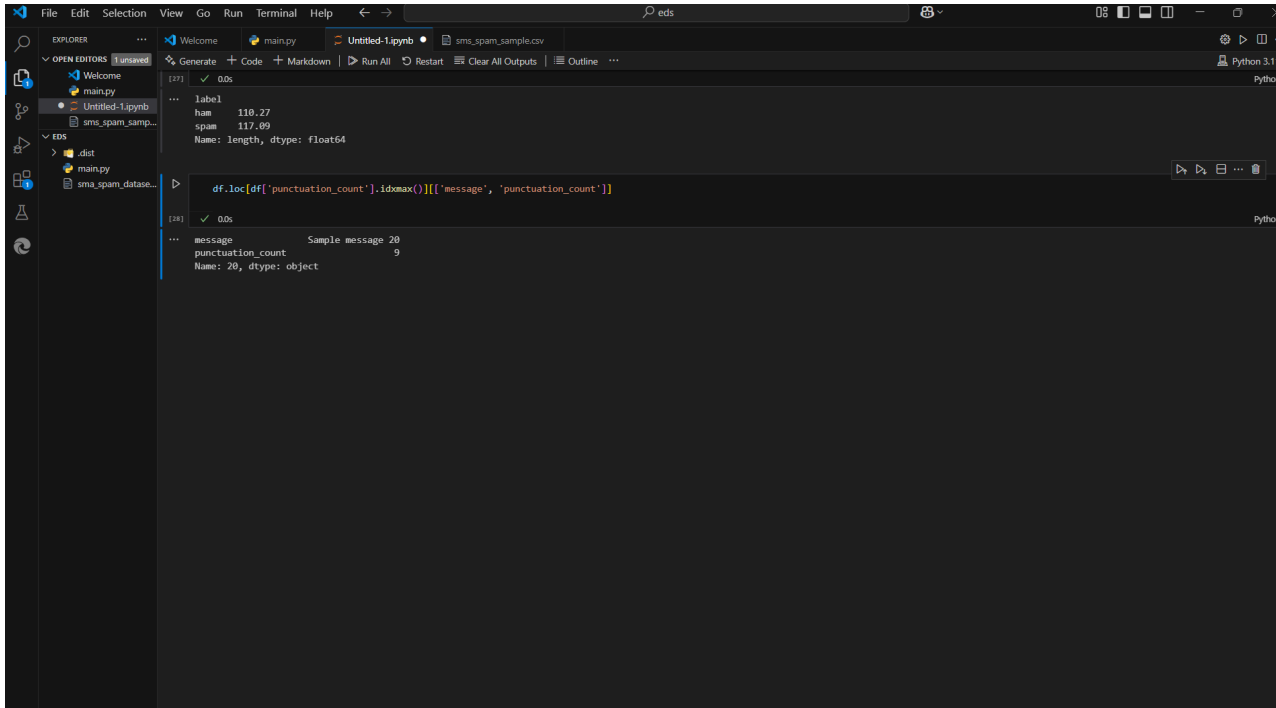 File Edit Selection View Go Run Terminal Help ← → eds
EXPLORER ···
Welcome main.py Untitled-1.ipynb ● sms_spam_sample.csv
OPEN EDITORS 1 unsaved
Welcome
main.py
● Untitled-1.ipynb
sms_spam_samp...
EDS
.dist
main.py
sma_spam_datase...
1
1
Generate + Code + Markdown | Run All Restart Clear All Outputs | Outline ···
Python 3.1
[27] ✓ 0.0s
Pytho
··· label
ham 110.27
spam 117.09
Name: length, dtype: float64
df.loc[df['punctuation_count'].idxmax()][['message', 'punctuation_count']]
[28] ✓ 0.0s
Pytho
··· message Sample message 20
punctuation_count 9
Name: 20, dtype: object